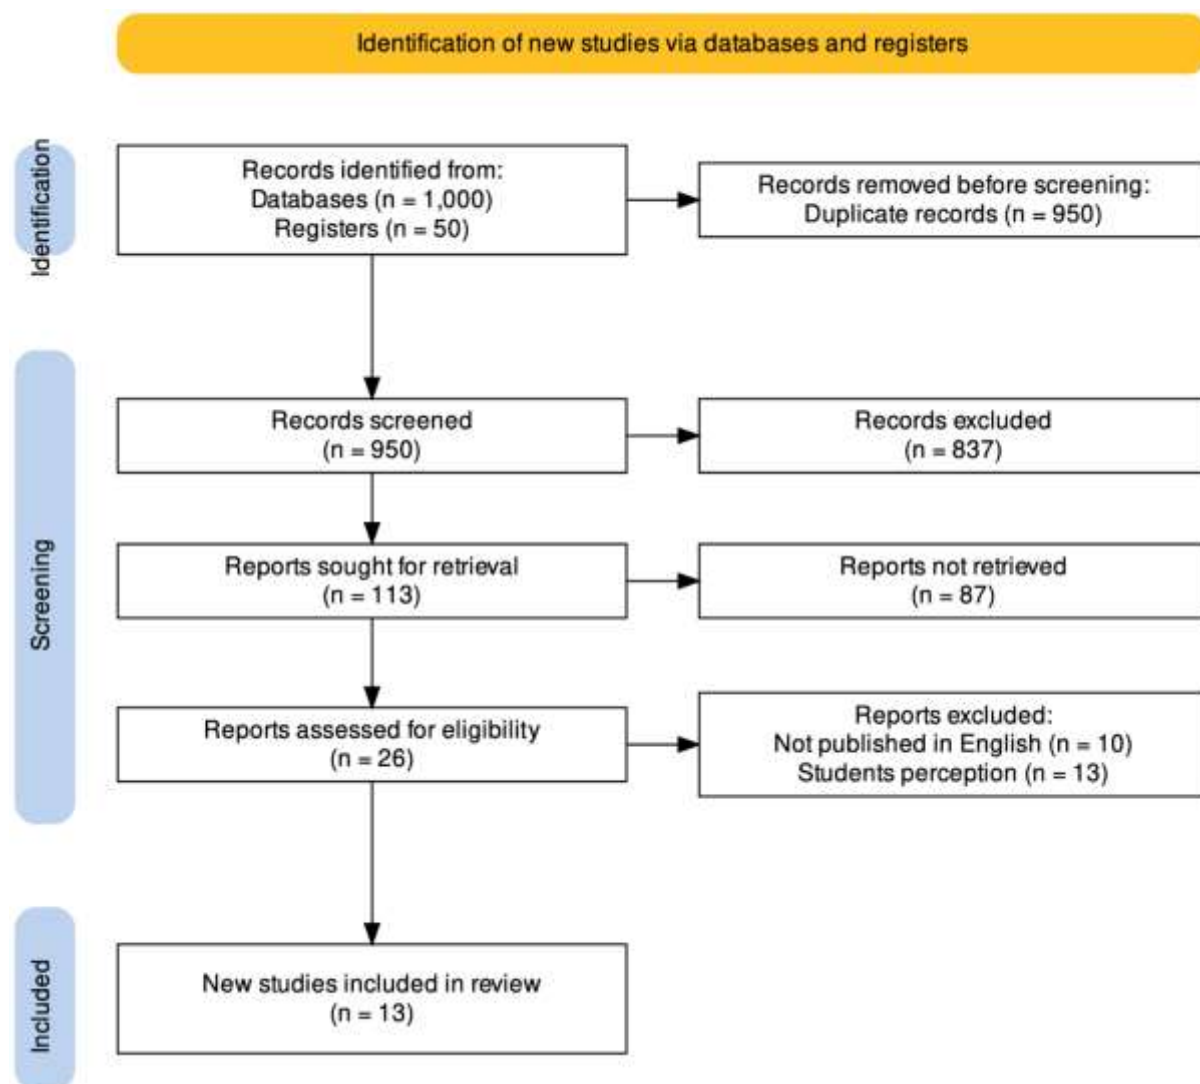 Identification of new studies via databases and registers
Identification
Records identified from:
Databases (n = 1,000)
Registers (n = 50)
Records removed before screening:
Duplicate records (n = 950)
Screening
Records screened
(n = 950)
Records excluded
(n = 837)
Reports sought for retrieval
(n = 113)
Reports not retrieved
(n = 87)
Reports assessed for eligibility
(n = 26)
Reports excluded:
Not published in English (n = 10)
Students perception (n = 13)
Included
New studies included in review
(n = 13)